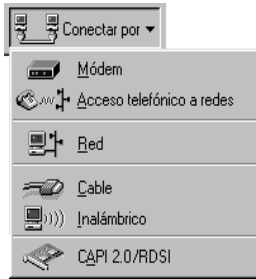 Conectar por
Módem
Acceso telefónico a redes
Red
Cable
Inalámbrico
CAPI 2.0/RDSI